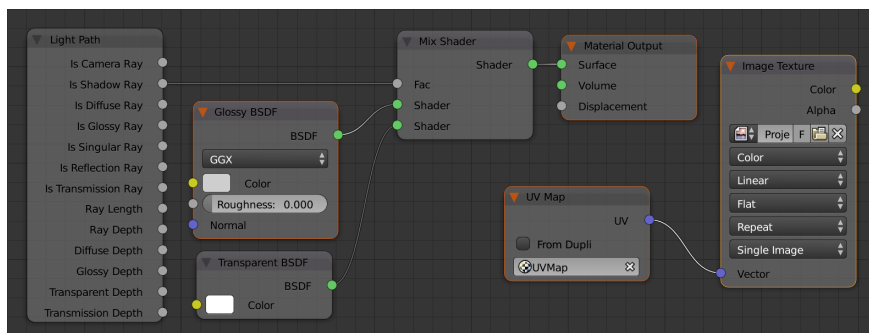 Light Path
Is Camera Ray
Is Shadow Ray
Is Diffuse Ray
Is Glossy Ray
Is Singular Ray
Is Reflection Ray
Is Transmission Ray
Ray Length
Ray Depth
Diffuse Depth
Glossy Depth
Transparent Depth
Transmission Depth
Glossy BSDF
BSDF
GGX
Color
Roughness: 0.000
Normal
Transparent BSDF
BSDF
Color
Mix Shader
Shader
Fac
Shader
Shader
Material Output
Surface
Volume
Displacement
UV Map
UV
From Dupli
UVMap
Image Texture
Color
Alpha
Proje F
Color
Linear
Flat
Repeat
Single Image
Vector